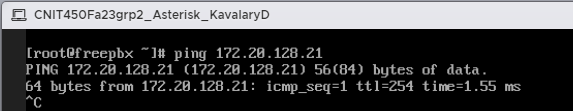 CNIT450Fa23grp2_Asterisk_KavalaryD
[root@freepbx ~]# ping 172.20.128.21
PING 172.20.128.21 (172.20.128.21) 56(84) bytes of data.
64 bytes from 172.20.128.21: icmp_seq=1 ttl=254 time=1.55 ms
^C